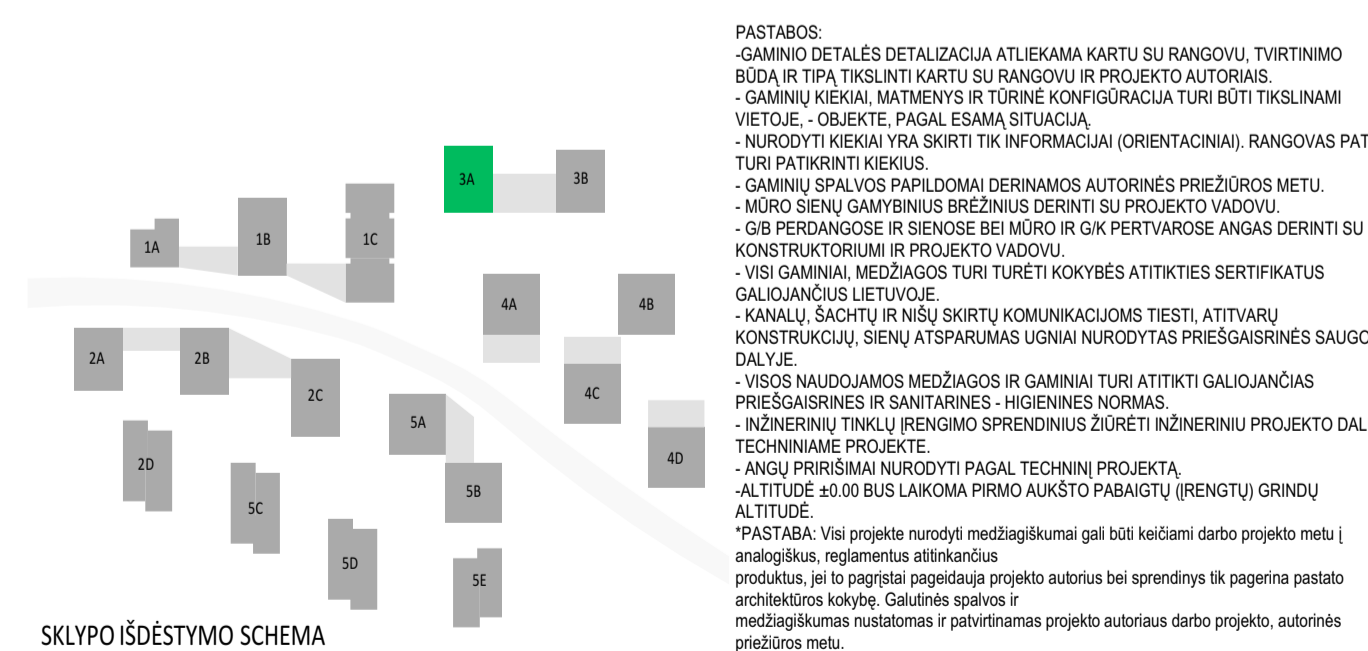 3A
3B
1A
1B
1C
4A
4B
2A
2B
2C
4C
5A
2D
4D
5B
5C
5D
5E
SKLYPO IŠDĖSTYMO SCHEMA
PASTABOS:
-GAMINIO DETALĖS DETALIZACIJA ATLIEKAMA KARTU SU RANGOVU, TVIRTINIMO
BŪDĄ IR TIPĄ TIKSLINTI KARTU SU RANGOVU IR PROJEKTO AUTORIAIS.
- GAMINIŲ KIEKIAI, MATMENYS IR TŪRINĖ KONFIGŪRACIJA TURI BŪTI TIKSLINAMI
VIETOJE, - OBJEKTE, PAGAL ESAMĄ SITUACIJĄ.
- NURODYTI KIEKIAI YRA SKIRTI TIK INFORMACIJAI (ORIENTACINIAI). RANGOVAS PAT
TURI PATIKRINTI KIEKIUS.
- GAMINIŲ SPALVOS PAPILDOMAI DERINAMOS AUTORINĖS PRIEŽIŪROS METU.
- MŪRO SIENŲ GAMYBINIUS BRĖŽINIUS DERINTI SU PROJEKTO VADOVU.
- G/B PERDANGOSE IR SIENOSE BEI MŪRO IR G/K PERTVAROSE ANGAS DERINTI SU
KONSTRUKTORIUMI IR PROJEKTO VADOVU.
- VISI GAMINIAI, MEDŽIAGOS TURI TURĖTI KOKYBĖS ATITIKTIES SERTIFIKATUS
GALIOJANČIUS LIETUVOJE.
- KANALŲ, ŠACHTŲ IR NIŠŲ SKIRTŲ KOMUNIKACIJOMS TIESTI, ATITVARŲ
KONSTRUKCIJŲ, SIENŲ ATSPARUMAS UGNIAI NURODYTAS PRIEŠGAISRINĖS SAUGO
DALYJE.
- VISOS NAUDOJAMOS MEDŽIAGOS IR GAMINIAI TURI ATITIKTI GALIOJANČIAS
PRIEŠGAISRINES IR SANITARINES - HIGIENINES NORMAS.
- INŽINERINIŲ TINKLŲ ĮRENGIMO SPRENDINIUS ŽIŪRĖTI INŽINERINIU PROJEKTO DAL
TECHNINIAME PROJEKTE.
- ANGŲ PRIRIŠIMAI NURODYTI PAGAL TECHNINĮ PROJEKTĄ.
-ALTITUDĖ ±0.00 BUS LAIKOMA PIRMO AUKŠTO PABAIGTŲ (ĮRENGTŲ) GRINDŲ
ALTITUDĖ.
*PASTABA: Visi projekte nurodyti medžiagiškumai gali būti keičiami darbo projekto metu į
analogiškus, reglamentus atitinkančius
produktus, jei to pagrįstai pageidauja projekto autorius bei sprendinys tik pagerina pastato
architektūros kokybę. Galutinės spalvos ir
medžiagiškumas nustatomas ir patvirtinamas projekto autoriaus darbo projekto, autorinės
priežiūros metu.